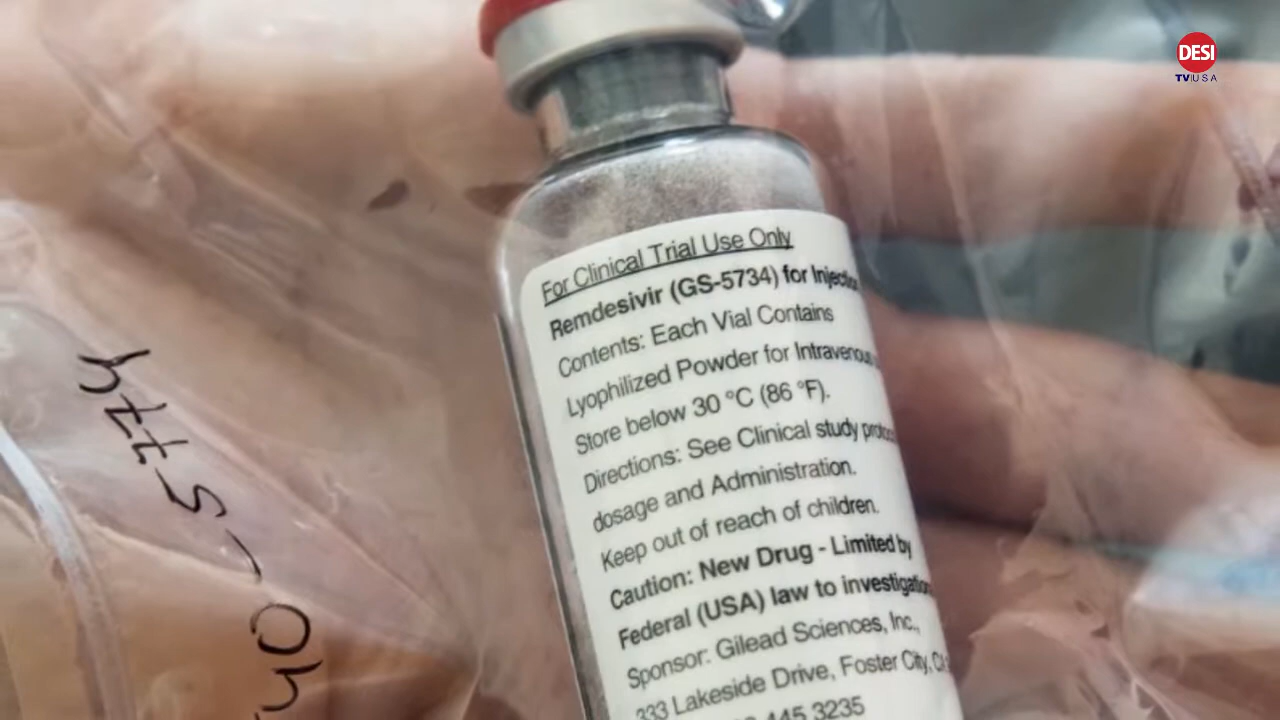 DESI
TV USA
For Clinical Trial Use Only
Remdesivir (GS-5734) for
Contents: Each Vial Contains
Lyophilized Powder for Intravenous
Store below 30 °C (86 °F).
Directions: See Clinical study
dosage and Administration.
Keep out of reach of children.
Caution: New Drug - Limited by
Federal (USA) law to
Sponsor: Gilead Sciences, Inc.,
333 Lakeside Drive, Foster City,
445 3235